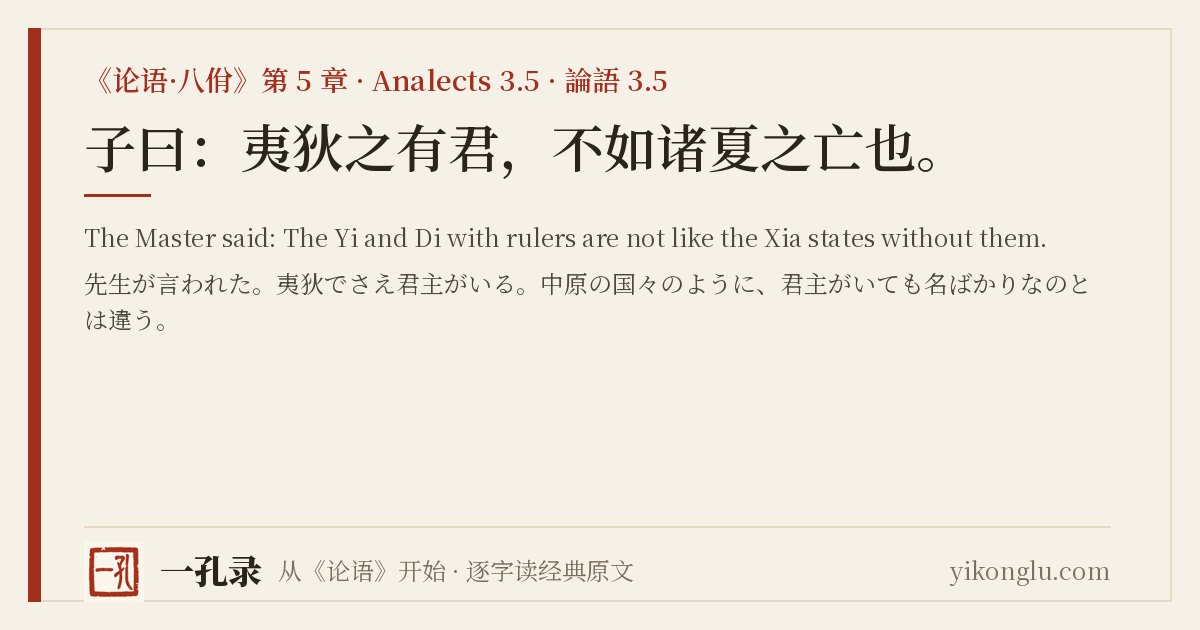 《论语·八佾》第 5 章 · Analects 3.5 · 論語 3.5
子曰：夷狄之有君，不如诸夏之亡也。
The Master said: The Yi and Di with rulers are not like the Xia states without them.
先生が言われた。夷狄でさえ君主がいる。中原の国々のように、君主がいても名ばかりなのと
は違う。
一孔
一孔录 从《论语》开始 · 逐字读经典原文 yikonglu.com